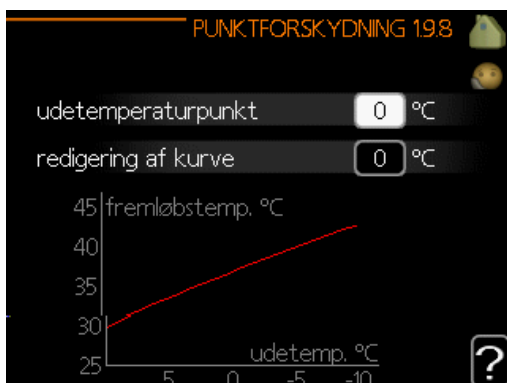 PUNKTFORSKYDNING 1.9.8
udetemperaturpunkt 0 °C
redigering af kurve 0 °C
45 fremløbstemp. °C
40
35
30
25
udetemp. °C
5 0 -5 -10
?